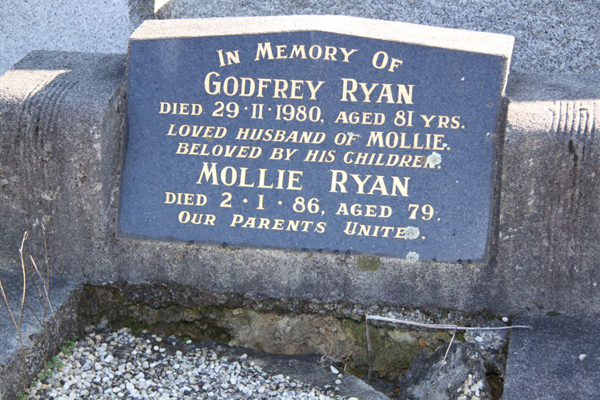 In Memory Of
Godfrey Ryan
Died 29·11·1980, Aged 81 Yrs.
Loved Husband of Mollie.
Beloved by His Children.
Mollie Ryan
Died 2·1·86, Aged 79.
Our Parents United.